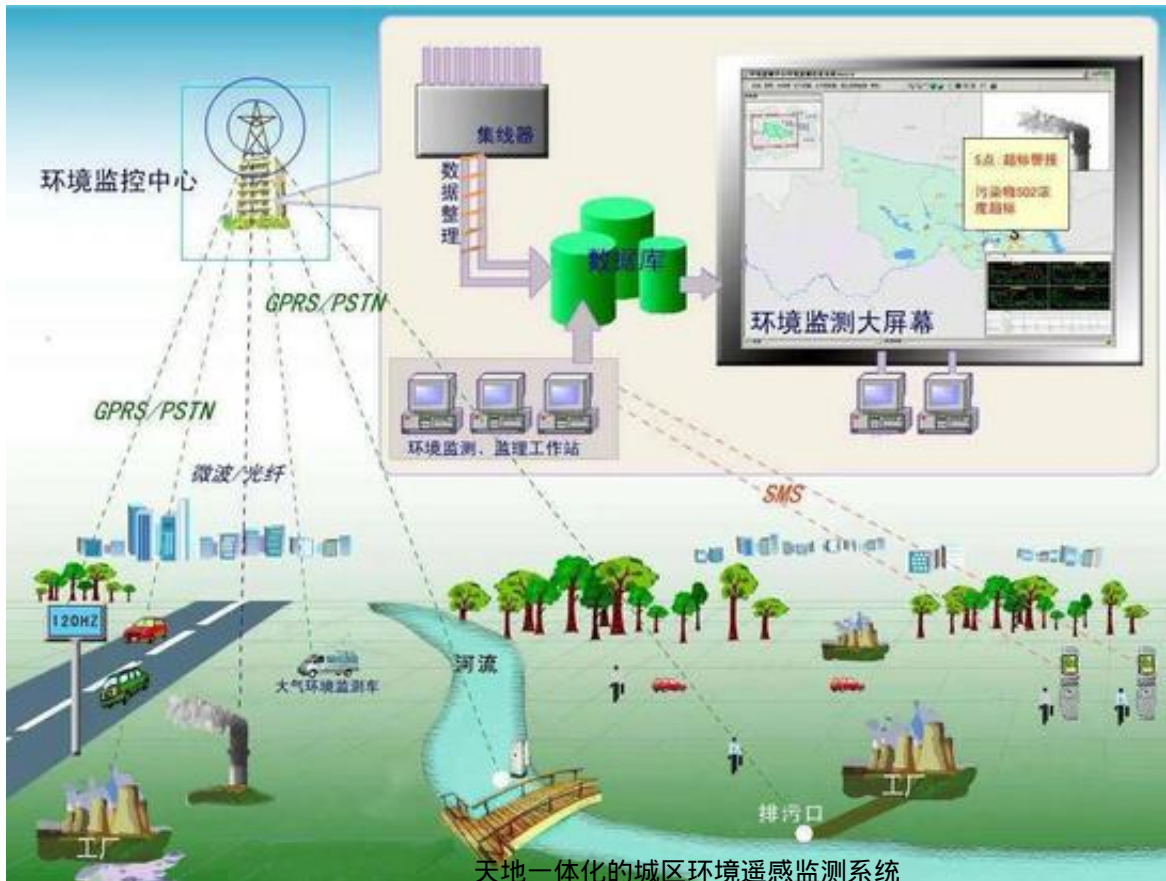 环境监控中心
集线器
数据整理
数据库
S点 超标警报
污染物SO2浓
度超标
环境监测大屏幕
环境监测、监理工作站
GPRS/PSTN
GPRS/PSTN
微波/光纤
SMS
120HZ
大气环境监测车
河流
工厂
工厂
排污口
天地一体化的城区环境遥感监测系统